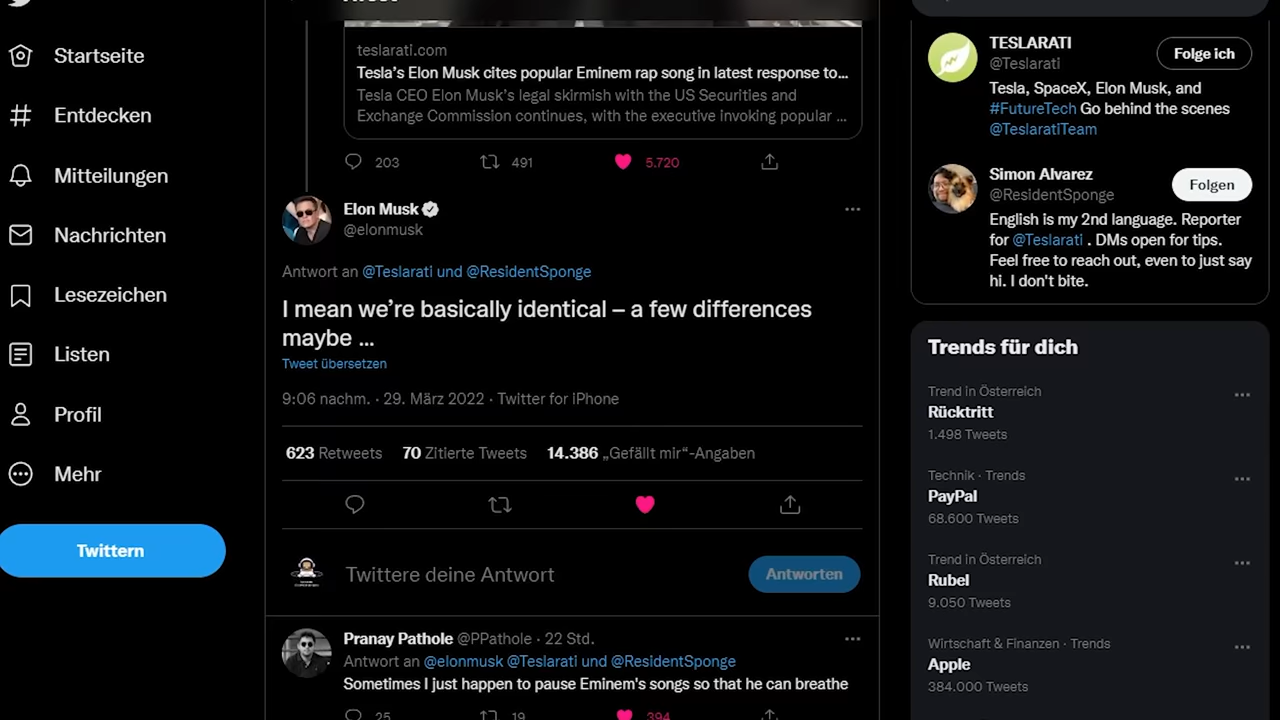 Startseite
Entdecken
Mitteilungen
Nachrichten
Lesezeichen
Listen
Profil
Mehr
Twittern
teslarati.com
Tesla's Elon Musk cites popular Eminem rap song in latest response to...
Tesla CEO Elon Musk's legal skirmish with the US Securities and
Exchange Commission continues, with the executive invoking popular ...
203 491 5.720
Elon Musk
@elonmusk
Antwort an @Teslarati und @ResidentSponge
I mean we’re basically identical – a few differences
maybe ...
Tweet übersetzen
9:06 nachm. · 29. März 2022 · Twitter for iPhone
623 Retweets 70 Zitierte Tweets 14.386 „Gefällt mir“-Angaben
Twittere deine Antwort
Antworten
Pranay Pathole @PPathole · 22 Std.
Antwort an @elonmusk @Teslarati und @ResidentSponge
Sometimes I just happen to pause Eminem's songs so that he can breathe
25 19 394
TESLARATI
@Teslarati
Folge ich
Tesla, SpaceX, Elon Musk, and
#FutureTech Go behind the scenes
@TeslaratiTeam
Simon Alvarez
@ResidentSponge
Folgen
English is my 2nd language. Reporter
for @Teslarati . DMs open for tips.
Feel free to reach out, even to just say
hi. I don't bite.
Trends für dich
Trend in Österreich
Rücktritt
1.498 Tweets
Technik · Trends
PayPal
68.600 Tweets
Trend in Österreich
Rubel
9.050 Tweets
Wirtschaft & Finanzen · Trends
Apple
384.000 Tweets